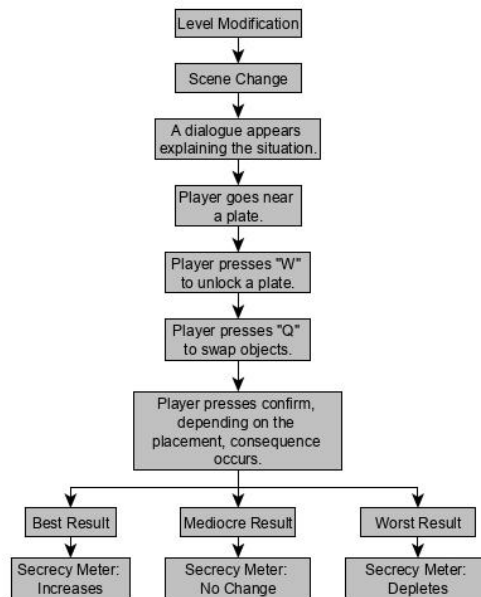 Level Modification
Scene Change
A dialogue appears
explaining the situation.
Player goes near
a plate.
Player presses "W"
to unlock a plate.
Player presses "Q"
to swap objects.
Player presses confirm,
depending on the
placement, consequence
occurs.
Best Result
Mediocre Result
Worst Result
Secrecy Meter:
Increases
Secrecy Meter:
No Change
Secrecy Meter:
Depletes